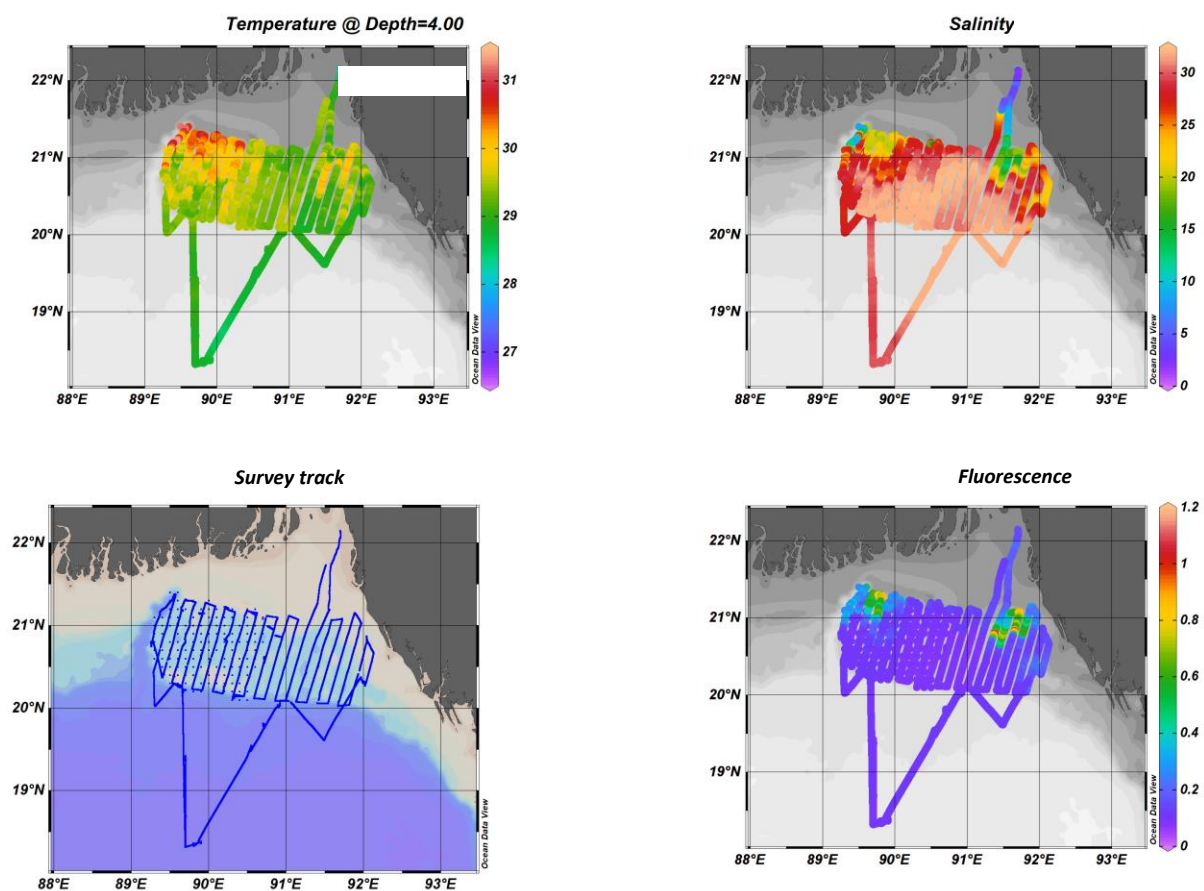 Temperature @ Depth=4.00
22°N
21°N
20°N
19°N
88°E 89°E 90°E 91°E 92°E 93°E
31
30
29
28
27
Ocean Data View
Salinity
22°N
21°N
20°N
19°N
88°E 89°E 90°E 91°E 92°E 93°E
30
25
20
15
10
5
0
Ocean Data View
Survey track
22°N
21°N
20°N
19°N
88°E 89°E 90°E 91°E 92°E 93°E
Ocean Data View
Fluorescence
22°N
21°N
20°N
19°N
88°E 89°E 90°E 91°E 92°E 93°E
1.2
1
0.8
0.6
0.4
0.2
0
Ocean Data View